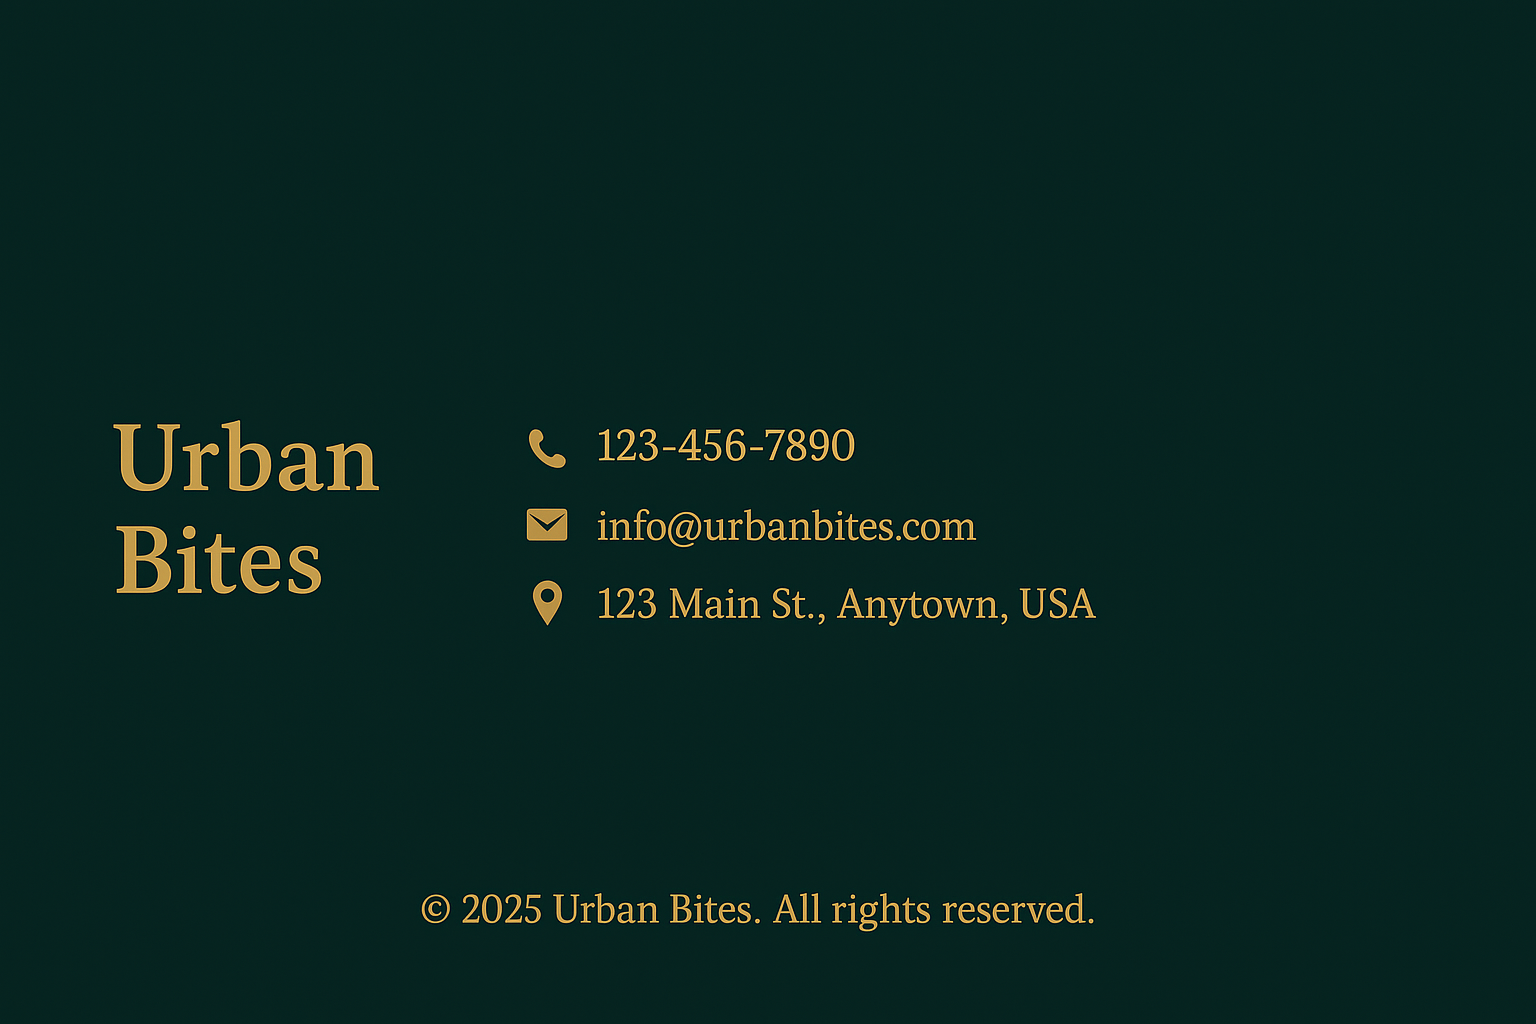 Urban
Bites
123-456-7890
info@urbanbites.com
123 Main St., Anytown, USA
© 2025 Urban Bites. All rights reserved.